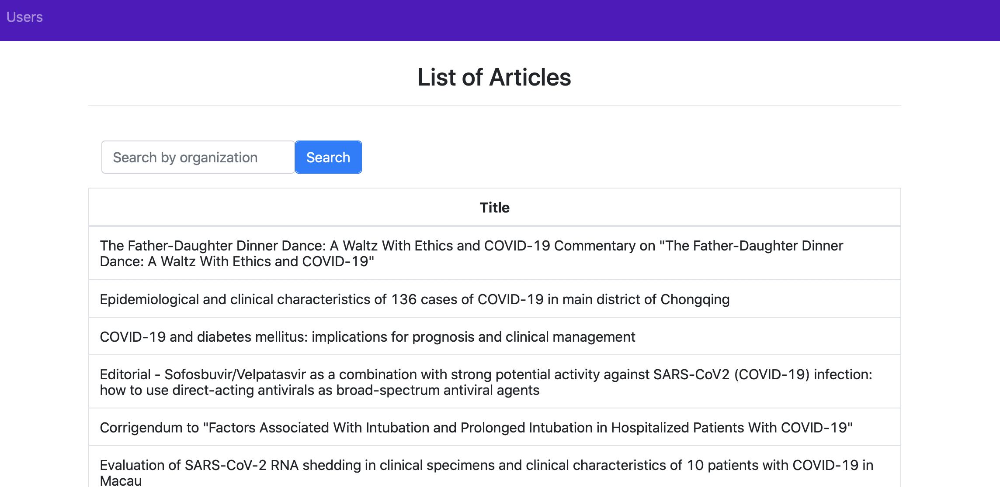 Users
List of Articles
Search by organization
Search
Title
The Father-Daughter Dinner Dance: A Waltz With Ethics and COVID-19 Commentary on "The Father-Daughter Dinner
Dance: A Waltz With Ethics and COVID-19"
Epidemiological and clinical characteristics of 136 cases of COVID-19 in main district of Chongqing
COVID-19 and diabetes mellitus: implications for prognosis and clinical management
Editorial - Sofosbuvir/Velpatasvir as a combination with strong potential activity against SARS-CoV2 (COVID-19) infection:
how to use direct-acting antivirals as broad-spectrum antiviral agents
Corrigendum to "Factors Associated With Intubation and Prolonged Intubation in Hospitalized Patients With COVID-19"
Evaluation of SARS-CoV-2 RNA shedding in clinical specimens and clinical characteristics of 10 patients with COVID-19 in
Macau